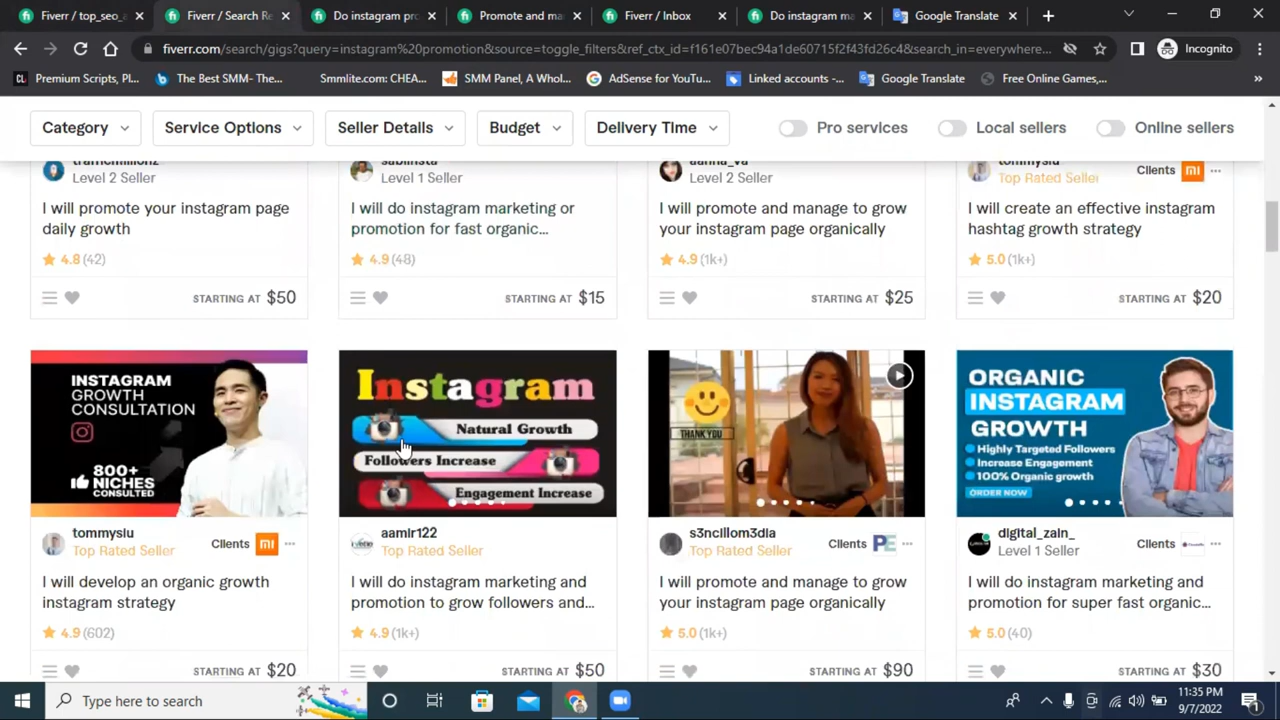 Fiverr / top_seo_a
Fiverr / Search Re
Do instagram pro
Promote and ma
Fiverr / Inbox
Do instagram ma
Google Translate
fiverr.com/search/gigs?query=instagram%20promotion&source=toggle_filters&ref_ctx_id=f161e07bec94a1de60715f2f43fd26c4&search_in=everywhere...
Incognito
Premium Scripts, Pl...
The Best SMM- The...
Smmlite.com: CHEA...
SMM Panel, A Whol...
AdSense for YouTu...
Linked accounts -...
Google Translate
Free Online Games,...
Category
Service Options
Seller Details
Budget
Delivery Time
Pro services
Local sellers
Online sellers
Level 2 Seller
I will promote your instagram page
daily growth
4.8 (42)
STARTING AT $50
Level 1 Seller
I will do instagram marketing or
promotion for fast organic...
4.9 (48)
STARTING AT $15
Level 2 Seller
I will promote and manage to grow
your instagram page organically
4.9 (1k+)
STARTING AT $25
tommysiu
Top Rated Seller
Clients
mi
I will create an effective instagram
hashtag growth strategy
5.0 (1k+)
STARTING AT $20
INSTAGRAM
GROWTH
CONSULTATION
800+
NICHES
CONSULTED
tommysiu
Top Rated Seller
Clients
mi
I will develop an organic growth
instagram strategy
4.9 (602)
STARTING AT $20
Instagram
Natural Growth
Followers Increase
Engagement Increase
aamir122
Top Rated Seller
I will do instagram marketing and
promotion to grow followers and...
4.9 (1k+)
STARTING AT $50
THANK YOU
s3ncillom3dia
Top Rated Seller
Clients
PE
I will promote and manage to grow
your instagram page organically
5.0 (1k+)
STARTING AT $90
ORGANIC
INSTAGRAM
GROWTH
Highly Targeted Followers
Increase Engagement
100% Organic growth
ORDER NOW
digital_zain_
Level 1 Seller
Clients
I will do instagram marketing and
promotion for super fast organic...
5.0 (40)
STARTING AT $30
Type here to search
11:35 PM
9/7/2022
1